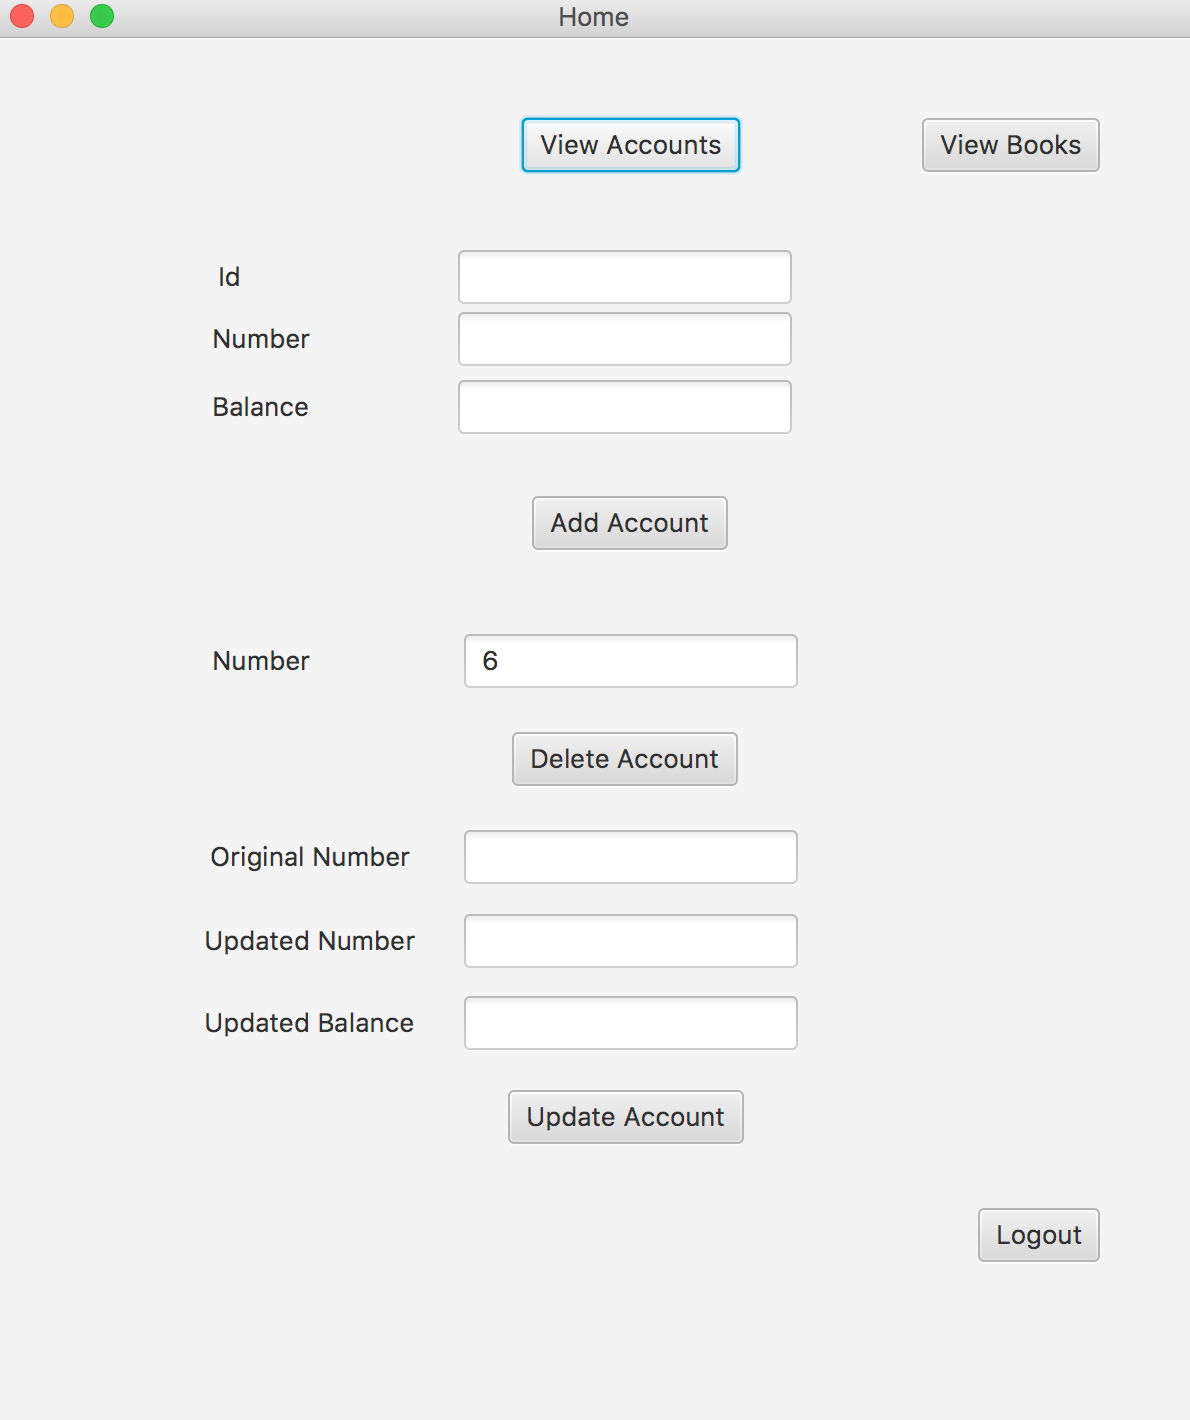 Home
View Accounts
View Books
Id
Number
Balance
Add Account
Number
6
Delete Account
Original Number
Updated Number
Updated Balance
Update Account
Logout